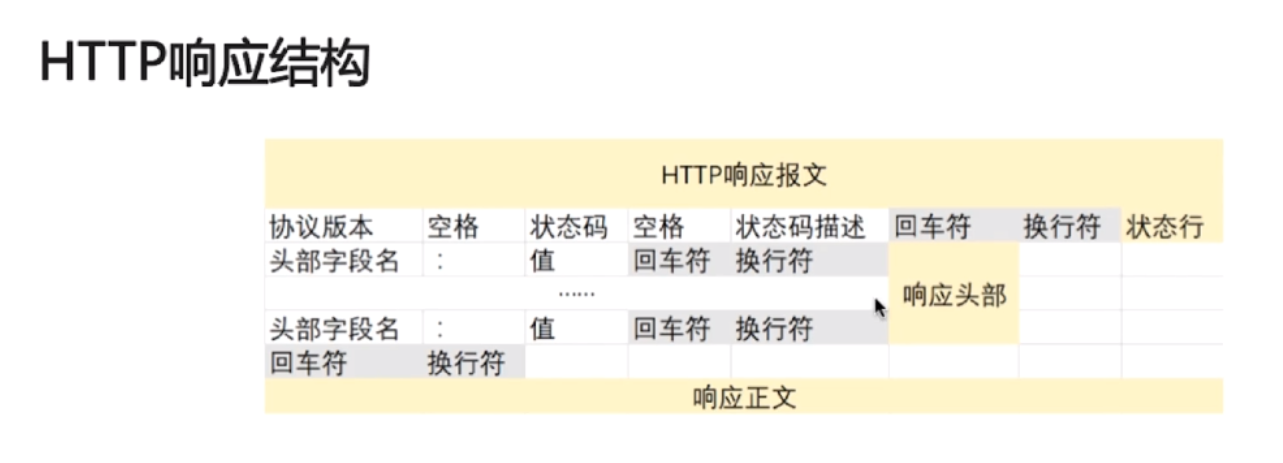 HTTP响应结构
HTTP响应报文
协议版本 空格 状态码 空格 状态码描述 回车符 换行符 状态行
头部字段名 : 值 回车符 换行符
……
响应头部
头部字段名 : 值 回车符 换行符
回车符 换行符
响应正文